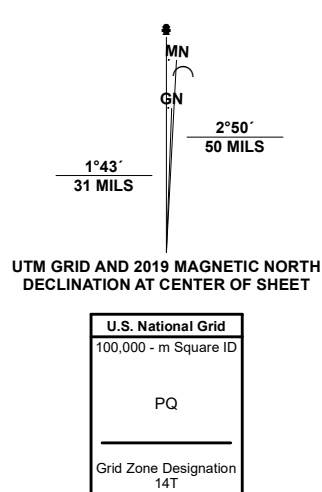 MN
GN
2°50´
50 MILS
1°43´
31 MILS
UTM GRID AND 2019 MAGNETIC NORTH
DECLINATION AT CENTER OF SHEET
U.S. National Grid
100,000 - m Square ID
PQ
Grid Zone Designation
14T